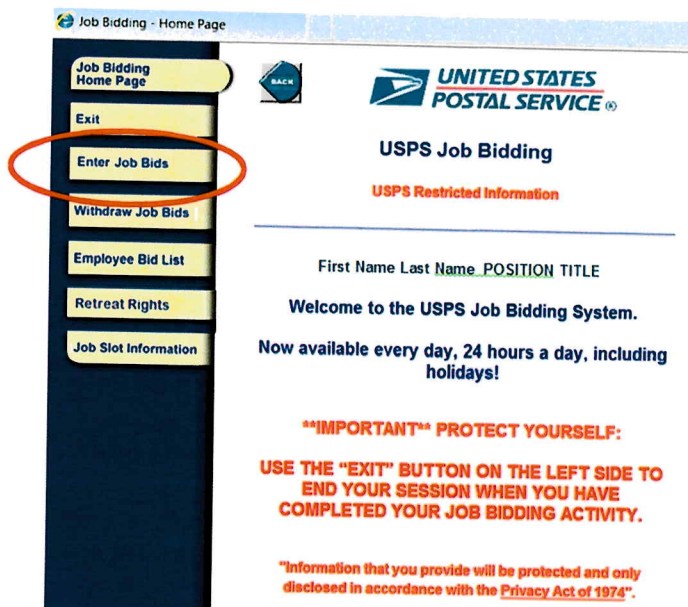 Job Bidding - Home Page
Job Bidding
Home Page
Exit
Enter Job Bids
Withdraw Job Bids
Employee Bid List
Retreat Rights
Job Slot Information
BACK
UNITED STATES
POSTAL SERVICE ®
USPS Job Bidding
USPS Restricted Information
First Name Last Name POSITION TITLE
Welcome to the USPS Job Bidding System.
Now available every day, 24 hours a day, including
holidays!
**IMPORTANT** PROTECT YOURSELF:
USE THE “EXIT” BUTTON ON THE LEFT SIDE TO
END YOUR SESSION WHEN YOU HAVE
COMPLETED YOUR JOB BIDDING ACTIVITY.
"Information that you provide will be protected and only
disclosed in accordance with the Privacy Act of 1974".